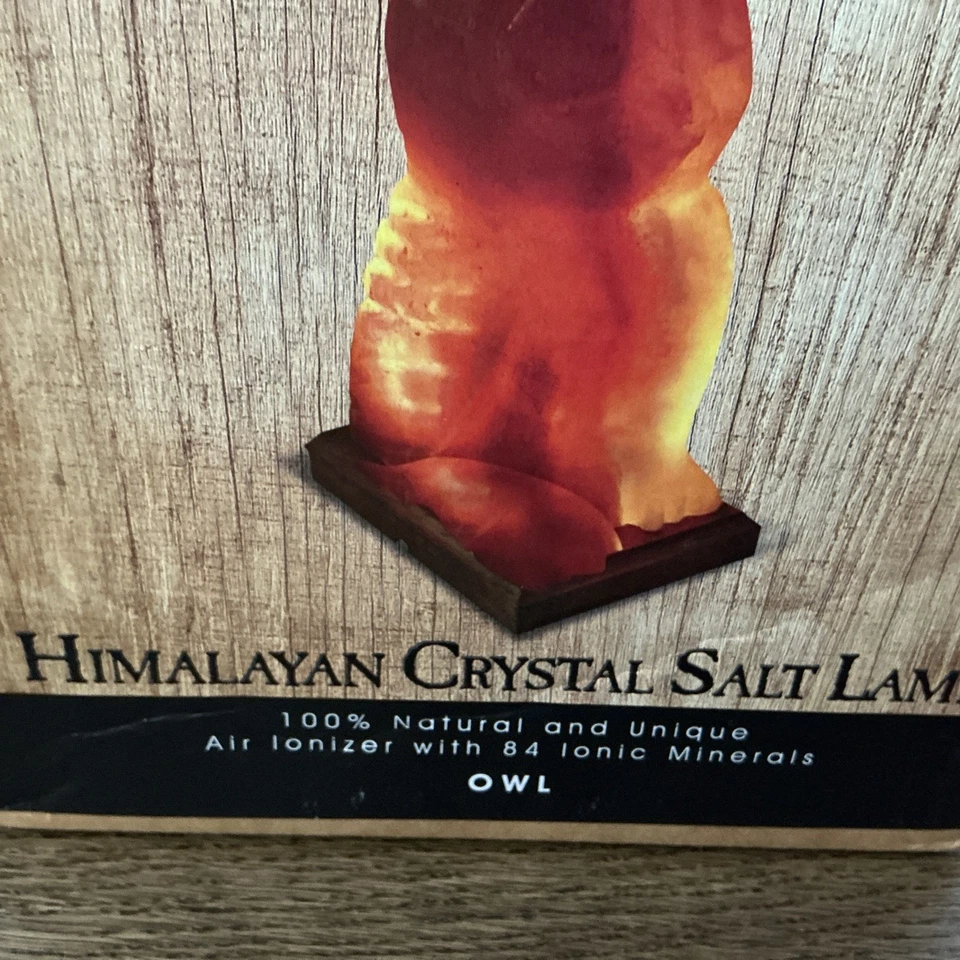 HIMALAYAN CRYSTAL SALT LAM
100% Natural and Unique
Air Ionizer with 84 Ionic Minerals
OWL